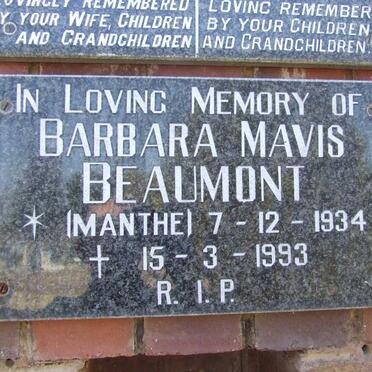 LOVINGLY REMEMBERED
BY YOUR WIFE, CHILDREN
AND GRANDCHILDREN
LOVING REMEMBER
BY YOUR CHILDREN
AND GRANDCHILDREN.
IN LOVING MEMORY OF
BARBARA MAVIS
BEAUMONT
* (MANTHE) 7 - 12 - 1934
† 15 - 3 - 1993
R. I. P.